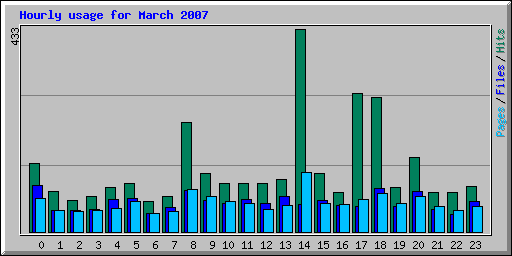 Hourly usage for March 2007
433
Pages / Files / Hits
0 1 2 3 4 5 6 7 8 9 10 11 12 13 14 15 16 17 18 19 20 21 22 23